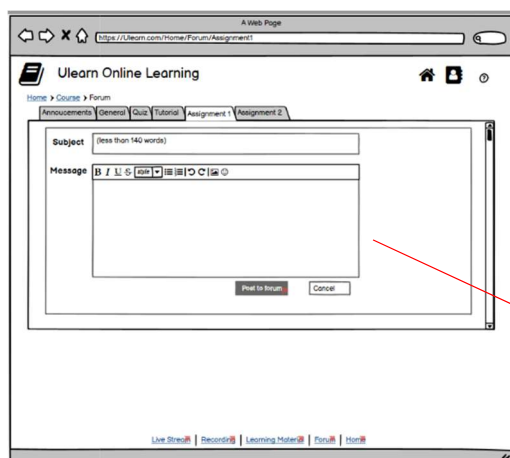 A Web Page
https://Ulearn.com/Home/Forum/Assignment1
Ulearn Online Learning
Home > Course > Forum
Annoucements General Quiz Tutorial Assignment 1 Assignment 2
Subject (less than 140 words)
Message B I U S style
Post to forum Cancel
Live Stream | Recording | Learning Material | Forum | Home